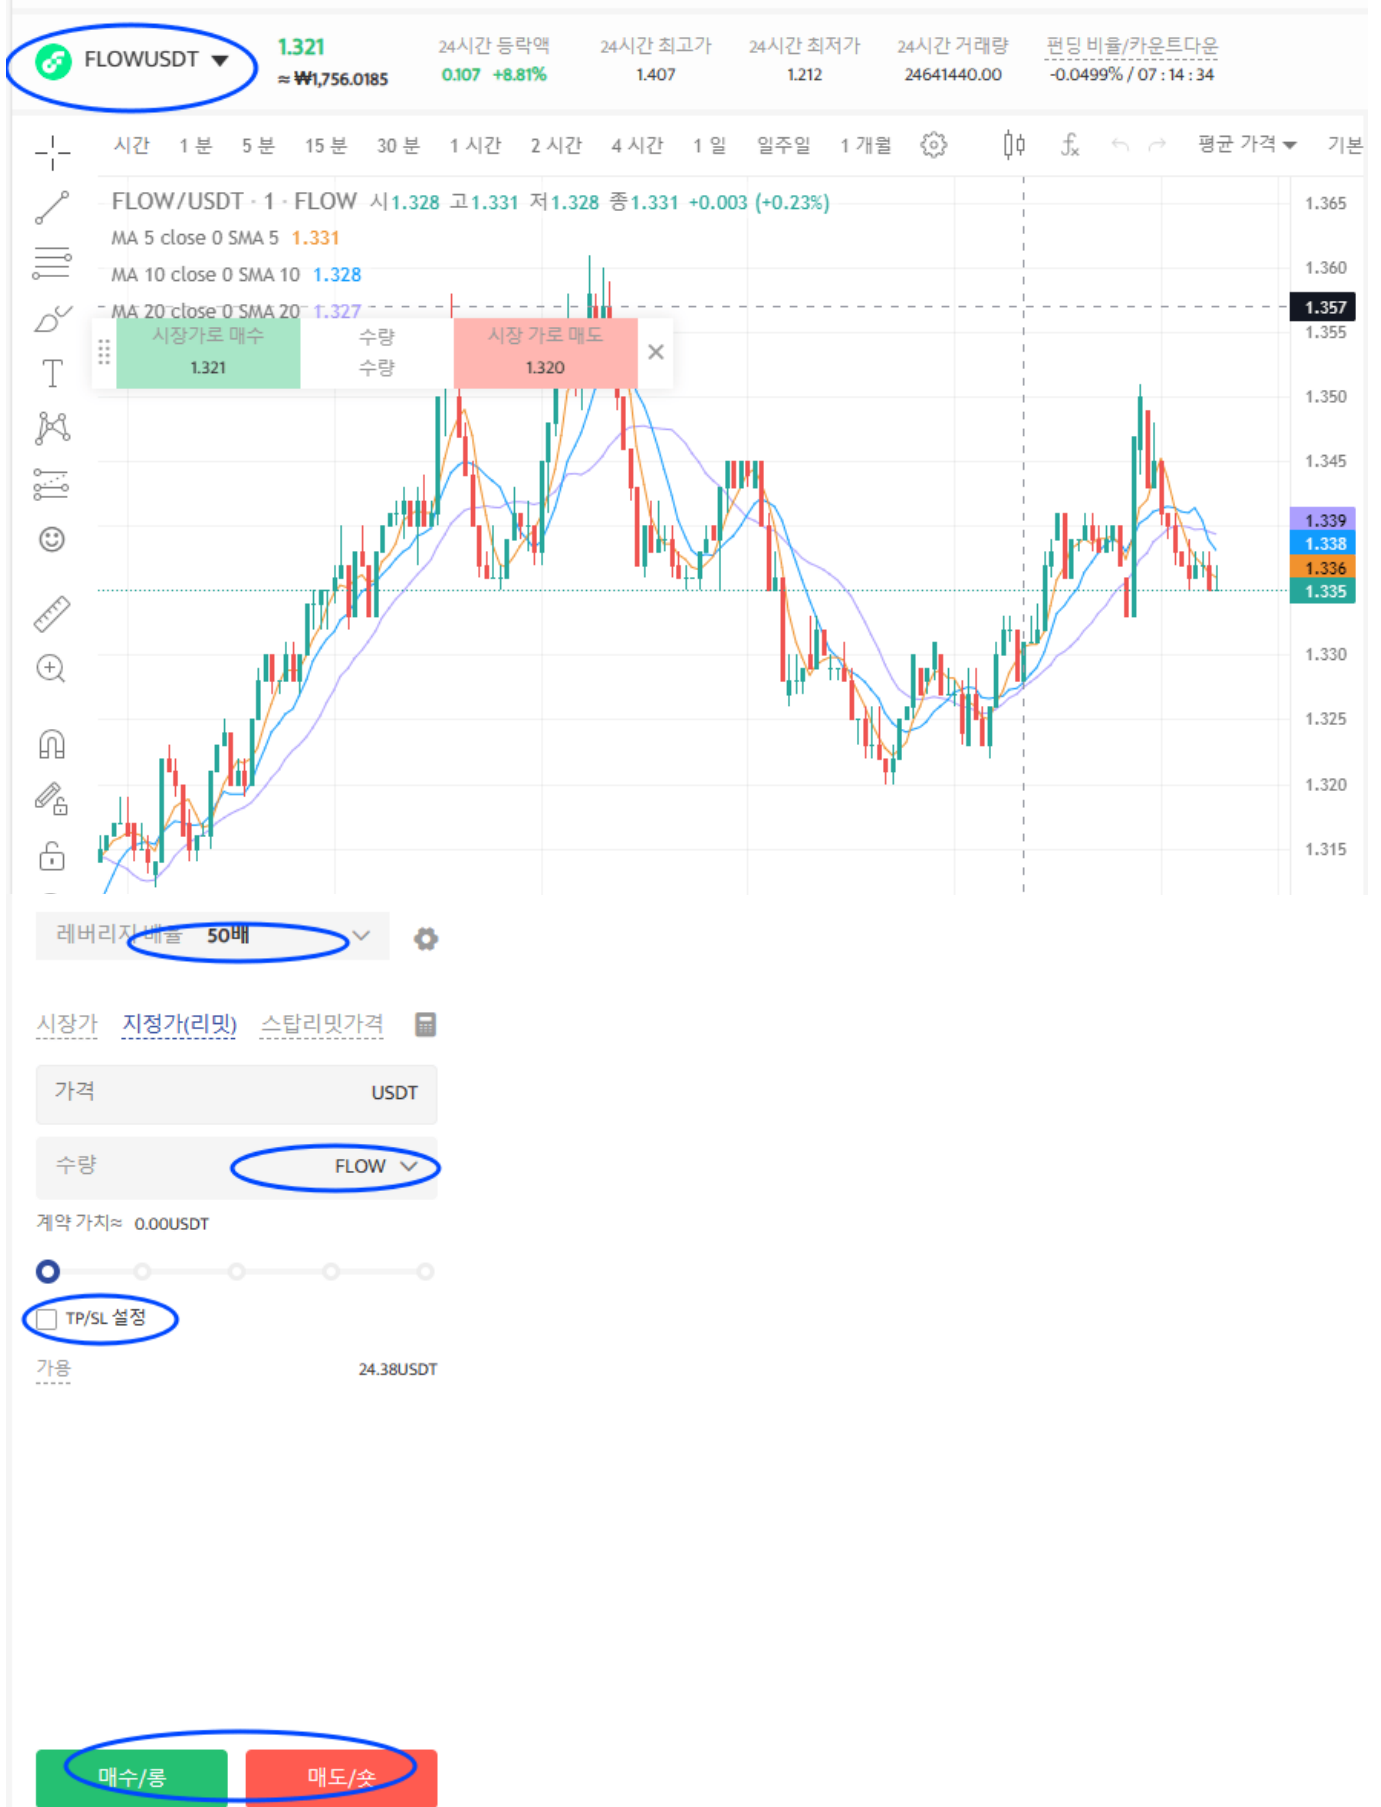 FLOWUSDT
1.321
≈ ₩1,756.0185
24시간 등락액
0.107 +8.81%
24시간 최고가
1.407
24시간 최저가
1.212
24시간 거래량
24641440.00
펀딩 비율/카운트다운
-0.0499% / 07 : 14 : 34
시간 1 분 5 분 15 분 30 분 1 시간 2 시간 4 시간 1 일 일주일 1 개월 평균 가격 기본
FLOW/USDT · 1 · FLOW 시1.328 고1.331 저1.328 종1.331 +0.003 (+0.23%)
MA 5 close 0 SMA 5 1.331
MA 10 close 0 SMA 10 1.328
MA 20 close 0 SMA 20 1.327
시장가로 매수 수량 시장 가로 매도
1.321 수량 1.320
1.365
1.360
1.357
1.355
1.350
1.345
1.339
1.338
1.336
1.335
1.330
1.325
1.320
1.315
레버리지 배율 50배
시장가 지정가(리밋) 스탑리밋가격
가격 USDT
수량 FLOW
계약 가치≈ 0.00USDT
TP/SL 설정
가용 24.38USDT
매수/롱 매도/숏